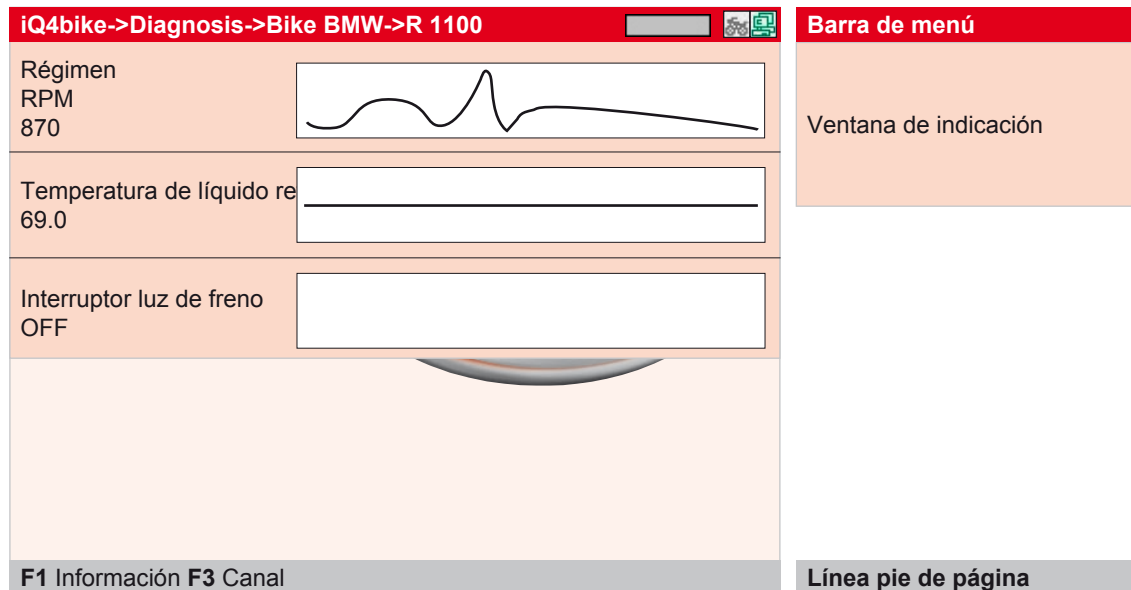 iQ4bike->Diagnosis->Bike BMW->R 1100
Barra de menú
Régimen
RPM
870
Ventana de indicación
Temperatura de líquido re
69.0
Interruptor luz de freno
OFF
F1 Información F3 Canal
Línea pie de página